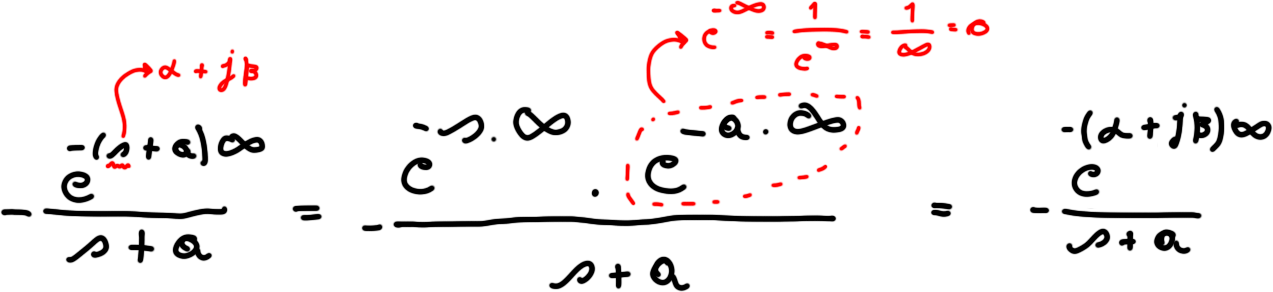 e^{-∞} = 1/e^{∞} = 1/∞ = 0
α + jβ
- e^{-(s+a)∞}/(s+a) = - (e^{-s.∞} . e^{-a.∞})/(s+a) = - e^{-(α+jβ)∞}/(s+a)